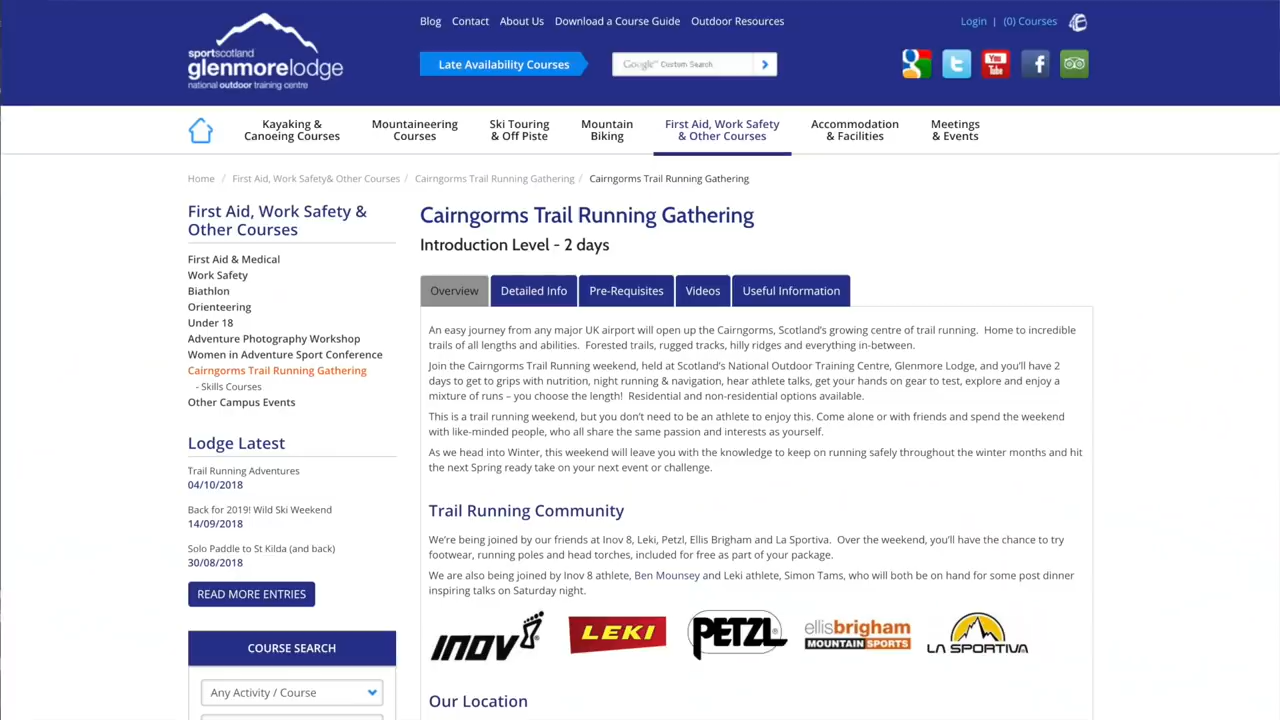 Blog Contact About Us Download a Course Guide Outdoor Resources
Login | (0) Courses
sportscotland
glenmorelodge
national outdoor training centre
Late Availability Courses
Google™ Custom Search
You
Tube
Kayaking &
Canoeing Courses
Mountaineering
Courses
Ski Touring
& Off Piste
Mountain
Biking
First Aid, Work Safety
& Other Courses
Accommodation
& Facilities
Meetings
& Events
Home / First Aid, Work Safety& Other Courses / Cairngorms Trail Running Gathering / Cairngorms Trail Running Gathering
First Aid, Work Safety &
Other Courses
First Aid & Medical
Work Safety
Biathlon
Orienteering
Under 18
Adventure Photography Workshop
Women in Adventure Sport Conference
Cairngorms Trail Running Gathering
- Skills Courses
Other Campus Events
Lodge Latest
Trail Running Adventures
04/10/2018
Back for 2019! Wild Ski Weekend
14/09/2018
Solo Paddle to St Kilda (and back)
30/08/2018
READ MORE ENTRIES
COURSE SEARCH
Any Activity / Course
Cairngorms Trail Running Gathering
Introduction Level - 2 days
Overview Detailed Info Pre-Requisites Videos Useful Information
An easy journey from any major UK airport will open up the Cairngorms, Scotland's growing centre of trail running. Home to incredible
trails of all lengths and abilities. Forested trails, rugged tracks, hilly ridges and everything in-between.
Join the Cairngorms Trail Running weekend, held at Scotland's National Outdoor Training Centre, Glenmore Lodge, and you'll have 2
days to get to grips with nutrition, night running & navigation, hear athlete talks, get your hands on gear to test, explore and enjoy a
mixture of runs – you choose the length! Residential and non-residential options available.
This is a trail running weekend, but you don't need to be an athlete to enjoy this. Come alone or with friends and spend the weekend
with like-minded people, who all share the same passion and interests as yourself.
As we head into Winter, this weekend will leave you with the knowledge to keep on running safely throughout the winter months and hit
the next Spring ready take on your next event or challenge.
Trail Running Community
We're being joined by our friends at Inov 8, Leki, Petzl, Ellis Brigham and La Sportiva. Over the weekend, you'll have the chance to try
footwear, running poles and head torches, included for free as part of your package.
We are also being joined by Inov 8 athlete, Ben Mounsey and Leki athlete, Simon Tams, who will both be on hand for some post dinner
inspiring talks on Saturday night.
INOV8
LEKI
PETZL
ellisbrigham
MOUNTAIN SPORTS
LA SPORTIVA
Our Location